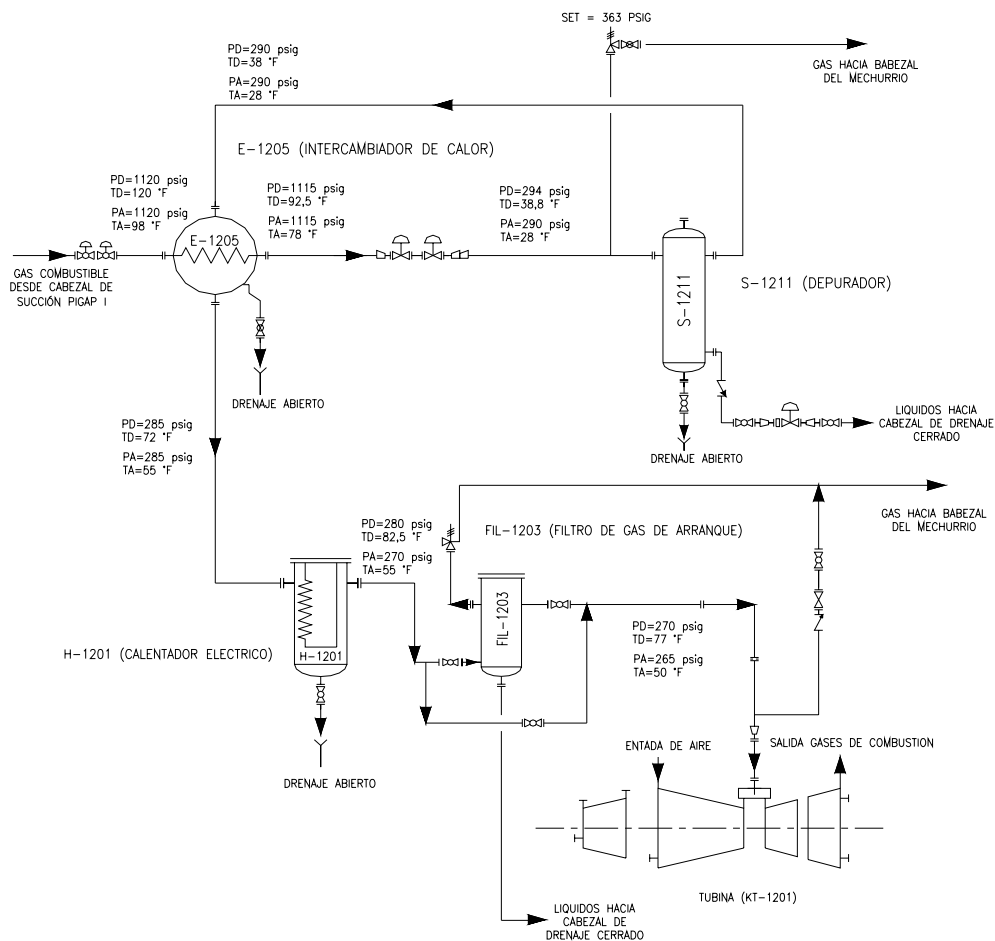 SET = 363 PSIG
GAS HACIA BABEZAL
DEL MECHURRIO
PD=290 psig
TD=38 °F
PA=290 psig
TA=28 °F
E-1205 (INTERCAMBIADOR DE CALOR)
PD=1120 psig
TD=120 °F
PA=1120 psig
TA=98 °F
PD=1115 psig
TD=92,5 °F
PA=1115 psig
TA=78 °F
PD=294 psig
TD=38,8 °F
PA=290 psig
TA=28 °F
E-1205
GAS COMBUSTIBLE
DESDE CABEZAL DE
SUCCIÓN PIGAP I
S-1211
S-1211 (DEPURADOR)
DRENAJE ABIERTO
LIQUIDOS HACIA
CABEZAL DE DRENAJE
CERRADO
DRENAJE ABIERTO
PD=285 psig
TD=72 °F
PA=285 psig
TA=55 °F
PD=280 psig
TD=82,5 °F
PA=270 psig
TA=55 °F
FIL-1203 (FILTRO DE GAS DE ARRANQUE)
GAS HACIA BABEZAL
DEL MECHURRIO
FIL-1203
H-1201 (CALENTADOR ELECTRICO)
H-1201
PD=270 psig
TD=77 °F
PA=265 psig
TA=50 °F
DRENAJE ABIERTO
ENTADA DE AIRE
SALIDA GASES DE COMBUSTION
TUBINA (KT-1201)
LIQUIDOS HACIA
CABEZAL DE
DRENAJE CERRADO